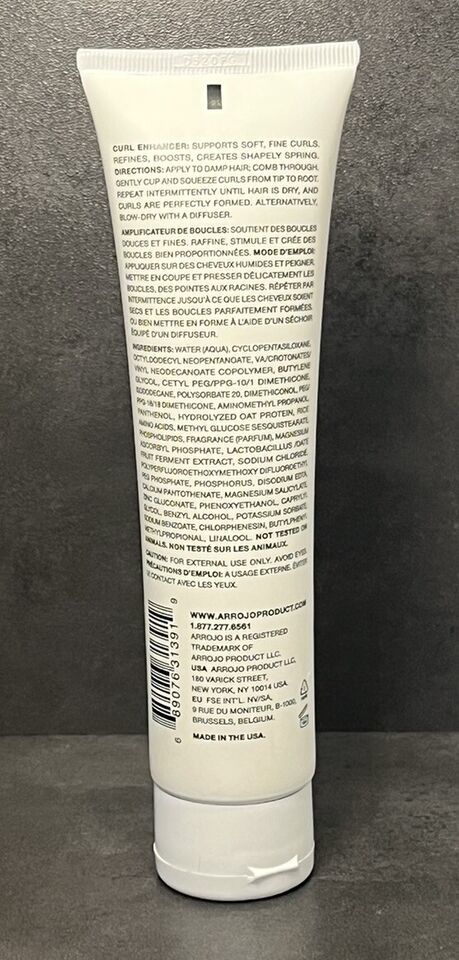 CURL ENHANCER: SUPPORTS SOFT, FINE CURLS.
REFINES, BOOSTS, CREATES SHAPELY SPRING.
DIRECTIONS: APPLY TO DAMP HAIR; COMB THROUGH.
GENTLY CUP AND SQUEEZE CURLS FROM TIP TO ROOT.
REPEAT INTERMITTENTLY UNTIL HAIR IS DRY, AND
CURLS ARE PERFECTLY FORMED. ALTERNATIVELY,
BLOW-DRY WITH A DIFFUSER.
AMPLIFICATEUR DE BOUCLES: SOUTIENT DES BOUCLES
DOUCES ET FINES. RAFFINE, STIMULE ET CRÉE DES
BOUCLES BIEN PROPORTIONNÉES. MODE D'EMPLOI:
APPLIQUER SUR DES CHEVEUX HUMIDES ET PEIGNER.
METTRE EN COUPE ET PRESSER DÉLICATEMENT LES
BOUCLES, DES POINTES AUX RACINES. RÉPÉTER PAR
INTERMITTENCE JUSQU'À CE QUE LES CHEVEUX SOIENT
SECS ET LES BOUCLES PARFAITEMENT FORMÉES,
OU BIEN METTRE EN FORME À L'AIDE D'UN SÉCHOIR
ÉQUIPÉ D'UN DIFFUSEUR.
INGREDIENTS: WATER (AQUA), CYCLOPENTASILOXANE,
OCTYLDODECYL NEOPENTANOATE, VA/CROTONATES/
VINYL NEODECANOATE COPOLYMER, BUTYLENE
GLYCOL, CETYL PEG/PPG-10/1 DIMETHICONE,
ISODODECANE, POLYSORBATE 20, DIMETHICONOL, PEG/
PPG-18/18 DIMETHICONE, AMINOMETHYL PROPANOL,
PANTHENOL, HYDROLYZED OAT PROTEIN, RICE
AMINO ACIDS, METHYL GLUCOSE SESQUISTEARATE,
PHOSPHOLIPIDS, FRAGRANCE (PARFUM), MAGNESIUM
ASCORBYL PHOSPHATE, LACTOBACILLUS /DATE
FRUIT FERMENT EXTRACT, SODIUM CHLORIDE,
POLYPERFLUOROETHOXYMETHOXY DIFLUOROETHYL
PEG PHOSPHATE, PHOSPHORUS, DISODIUM EDTA,
CALCIUM PANTOTHENATE, MAGNESIUM SALICYLATE,
ZINC GLUCONATE, PHENOXYETHANOL, CAPRYLYL
GLYCOL, BENZYL ALCOHOL, POTASSIUM SORBATE,
SODIUM BENZOATE, CHLORPHENESIN, BUTYLPHENYL
METHYLPROPIONAL, LINALOOL. NOT TESTED ON
ANIMALS. NON TESTÉ SUR LES ANIMAUX.
CAUTION: FOR EXTERNAL USE ONLY. AVOID EYES.
PRÉCAUTIONS D'EMPLOI: A USAGE EXTERNE. ÉVITER
LE CONTACT AVEC LES YEUX.
WWW.ARROJOPRODUCT.COM
1.877.277.6561
ARROJO IS A REGISTERED
TRADEMARK OF
ARROJO PRODUCT LLC.
USA ARROJO PRODUCT LLC,
180 VARICK STREET,
NEW YORK, NY 10014 USA.
EU FSE INT'L. NV/SA,
9 RUE DU MONITEUR, B-1000,
BRUSSELS, BELGIUM.
MADE IN THE USA.
6 89076 31391 9